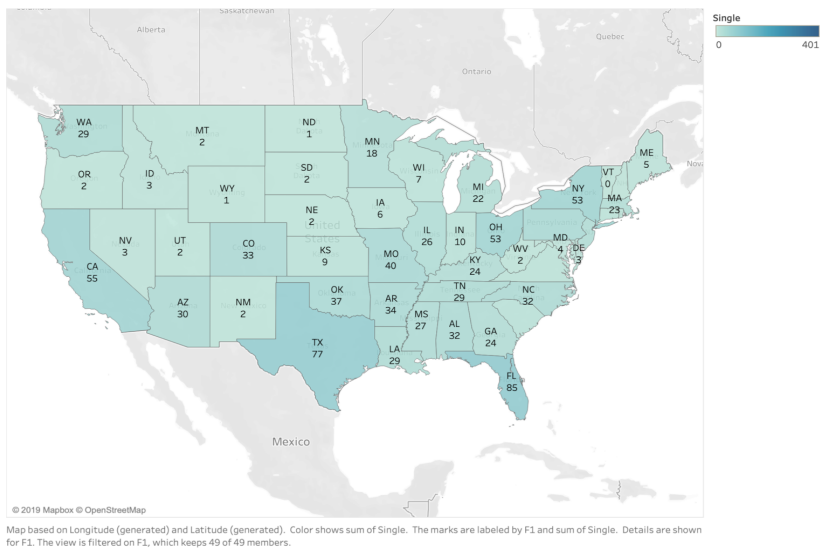 Saskatchewan
Alberta
Quebec
Ontario
Single
0 401
WA
29
MT
2
ND
1
MN
18
ME
5
OR
2
ID
3
SD
2
WI
7
VT
0
WY
1
MI
22
NY
53
MA
23
NE
2
IA
6
United
States
NV
3
UT
2
CO
33
KS
9
IL
26
IN
10
OH
53
MD
4
DE
3
WV
2
CA
55
MO
40
KY
24
AZ
30
NM
2
OK
37
AR
34
TN
29
NC
32
MS
27
AL
32
GA
24
TX
77
LA
29
FL
85
Mexico
© 2019 Mapbox © OpenStreetMap
Map based on Longitude (generated) and Latitude (generated). Color shows sum of Single. The marks are labeled by F1 and sum of Single. Details are shown
for F1. The view is filtered on F1, which keeps 49 of 49 members.